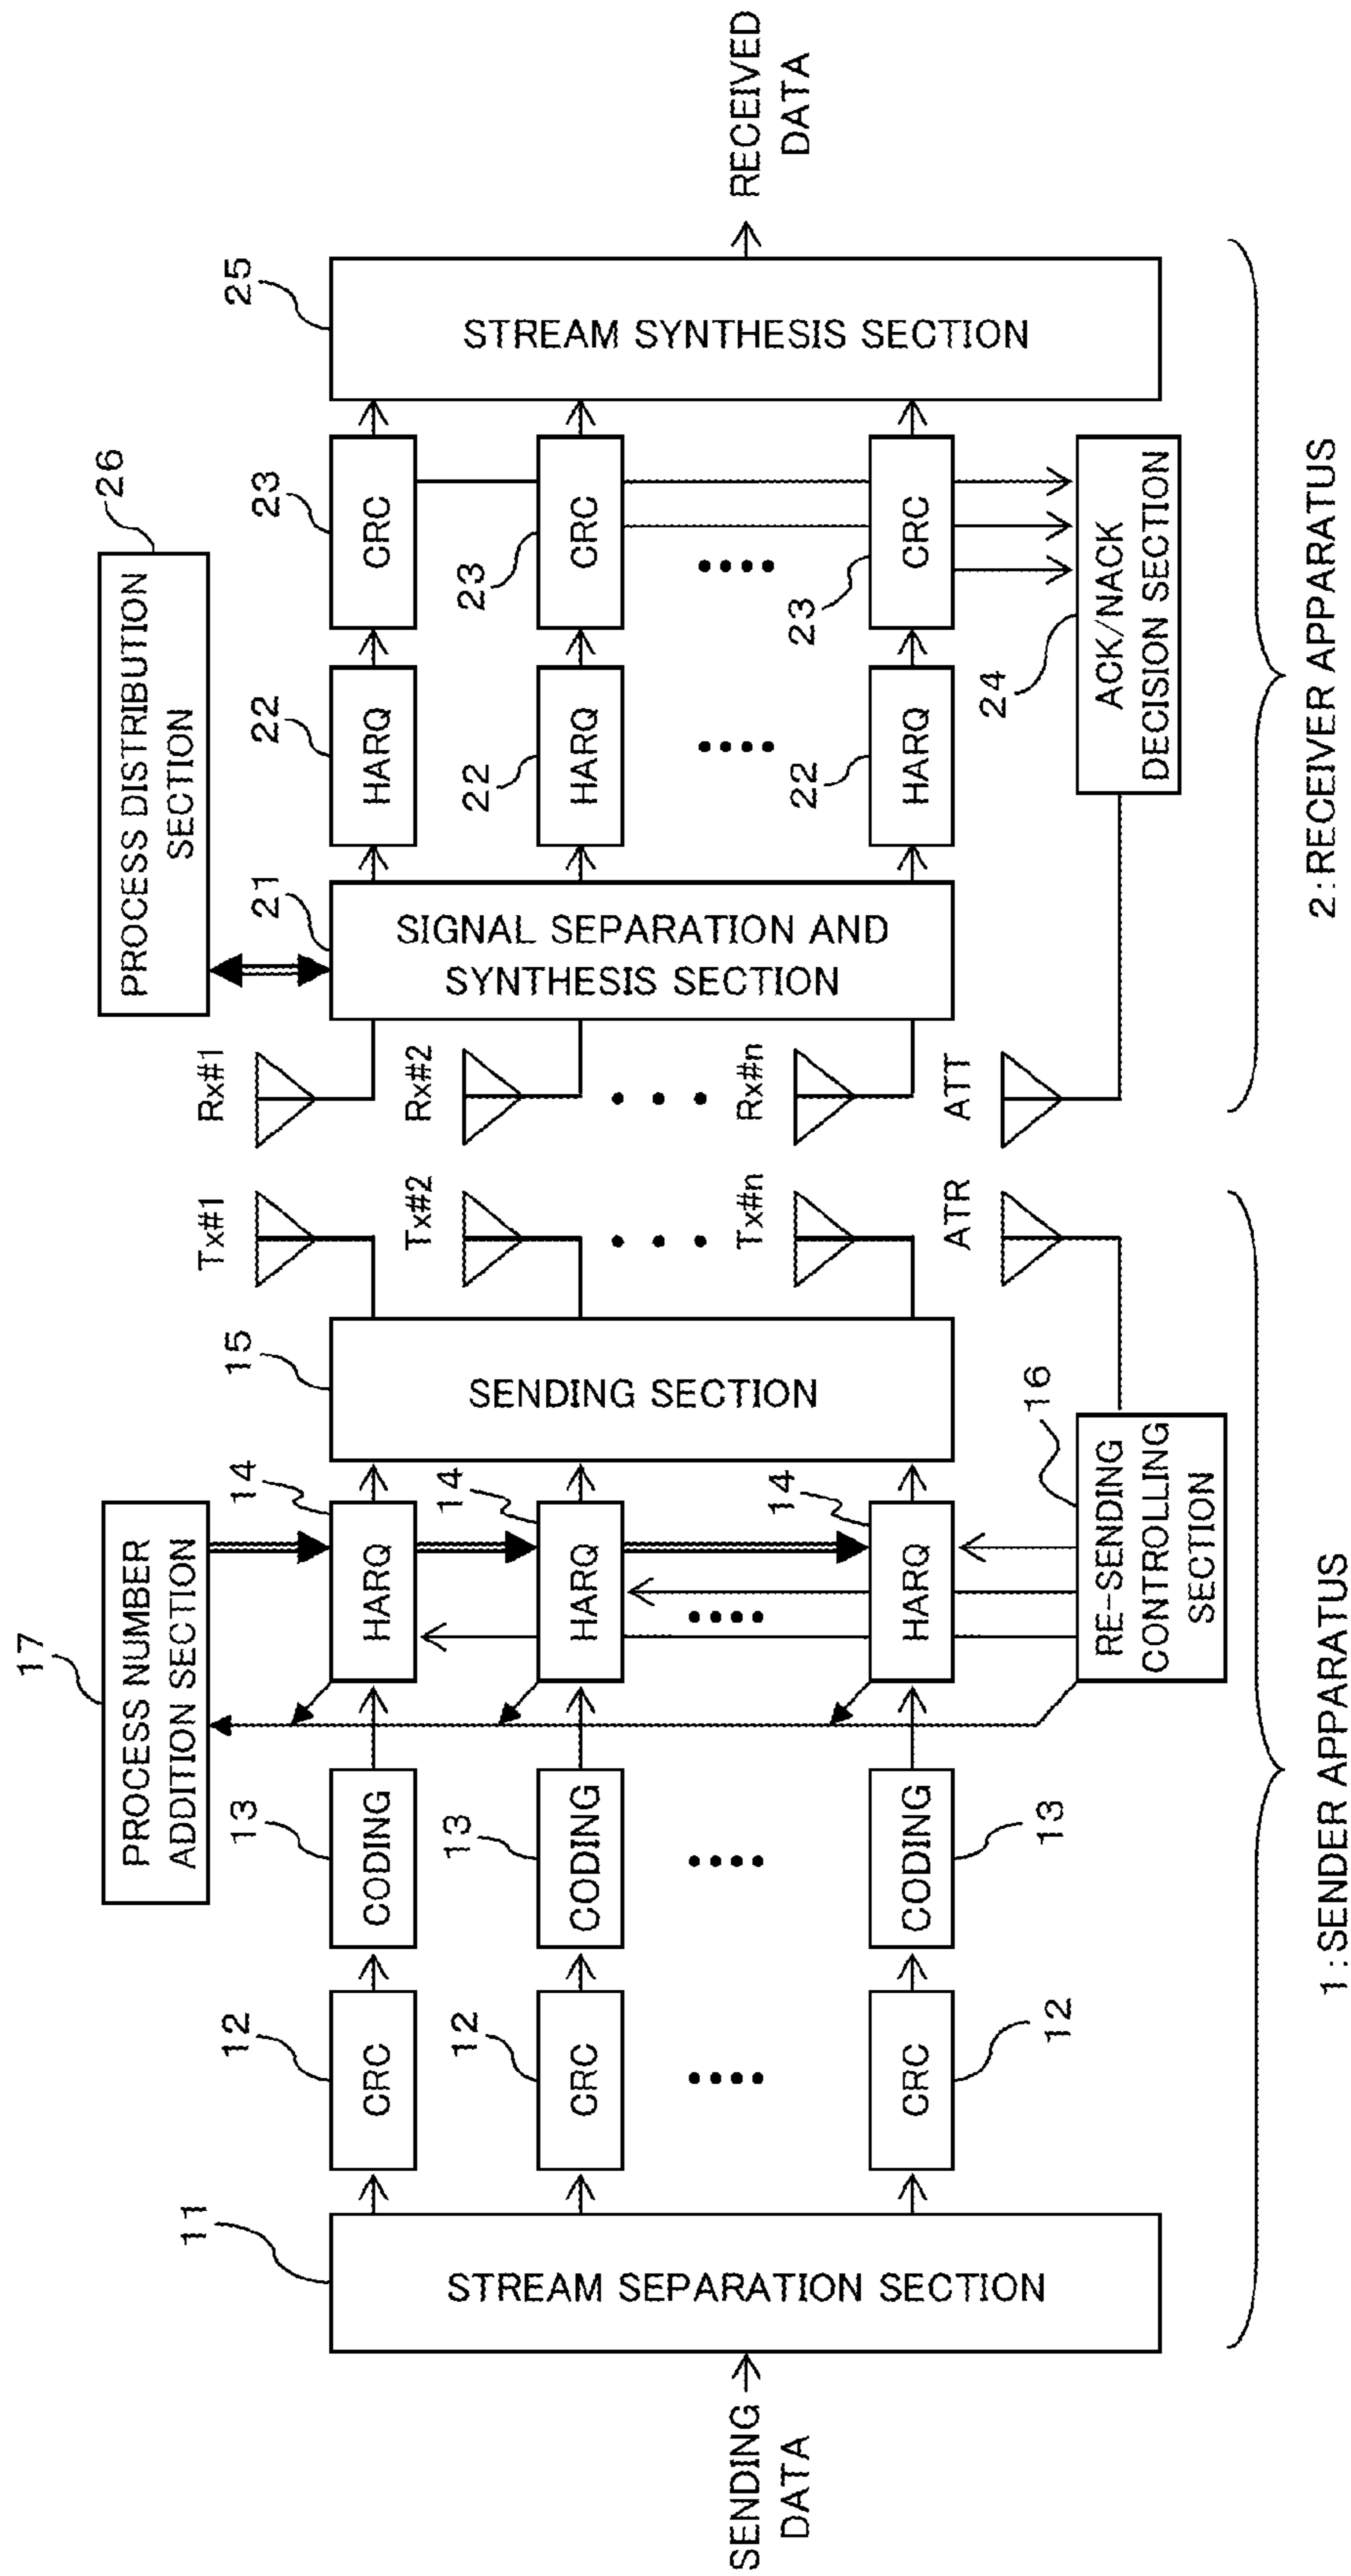 17
PROCESS NUMBER
ADDITION SECTION
26
PROCESS DISTRIBUTION
SECTION
11
12
13
14
15
Tx#1
Rx#1
21
22
23
25
CRC
CODING
HARQ
HARQ
CRC
12
13
14
Tx#2
Rx#2
22
23
CRC
CODING
HARQ
HARQ
CRC
SENDING
DATA
STREAM SEPARATION SECTION
SENDING SECTION
SIGNAL SEPARATION AND
SYNTHESIS SECTION
STREAM SYNTHESIS SECTION
RECEIVED
DATA
14
Tx#n
Rx#n
22
23
CRC
CODING
HARQ
HARQ
CRC
12
13
16
ATR
ATT
24
RE-SENDING
CONTROLLING
SECTION
ACK/NACK
DECISION SECTION
1:SENDER APPARATUS
2:RECEIVER APPARATUS